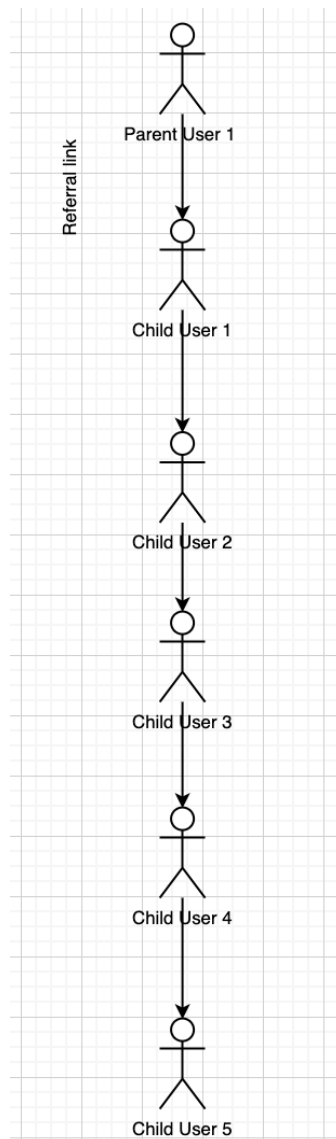 Parent User 1
Referral link
Child User 1
Child User 2
Child User 3
Child User 4
Child User 5